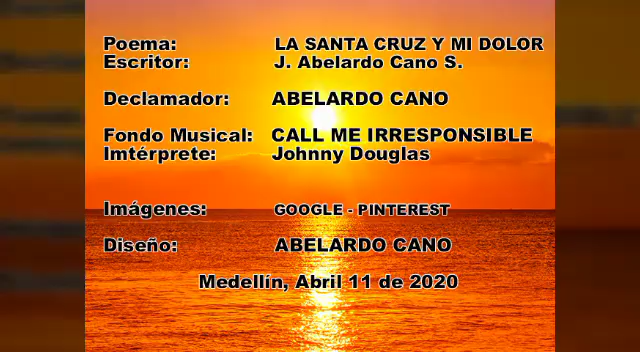 Poema: LA SANTA CRUZ Y MI DOLOR
Escritor: J. Abelardo Cano S.
Declamador: ABELARDO CANO
Fondo Musical: CALL ME IRRESPONSIBLE
Imtérprete: Johnny Douglas
Imágenes: GOOGLE - PINTEREST
Diseño: ABELARDO CANO
Medellín, Abril 11 de 2020